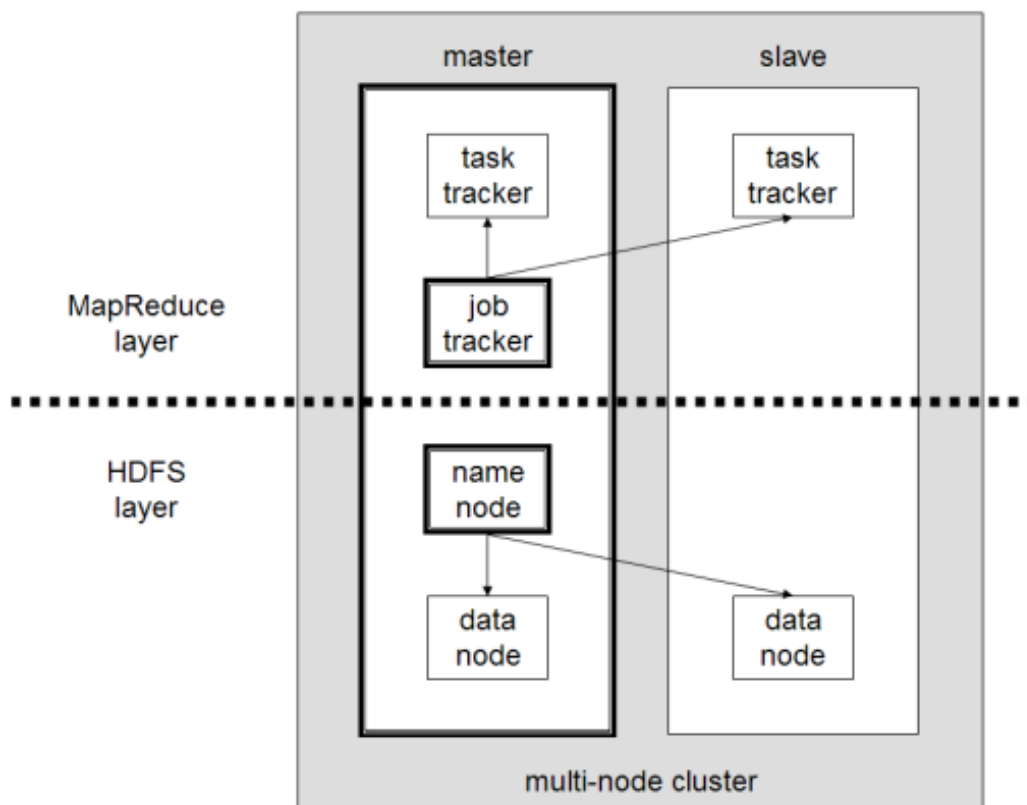 master
slave
task
tracker
task
tracker
MapReduce
layer
job
tracker
HDFS
layer
name
node
data
node
data
node
multi-node cluster